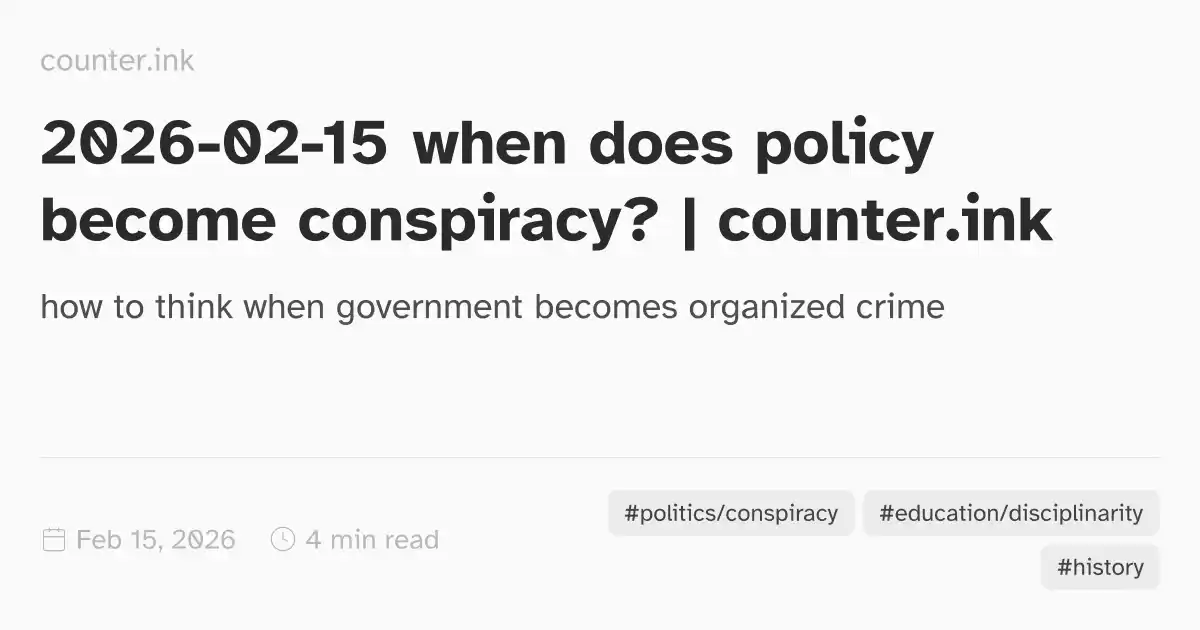 counter.ink
2026-02-15 when does policy
become conspiracy? | counter.ink
how to think when government becomes organized crime
Feb 15, 2026
4 min read
#politics/conspiracy
#education/disciplinarity
#history